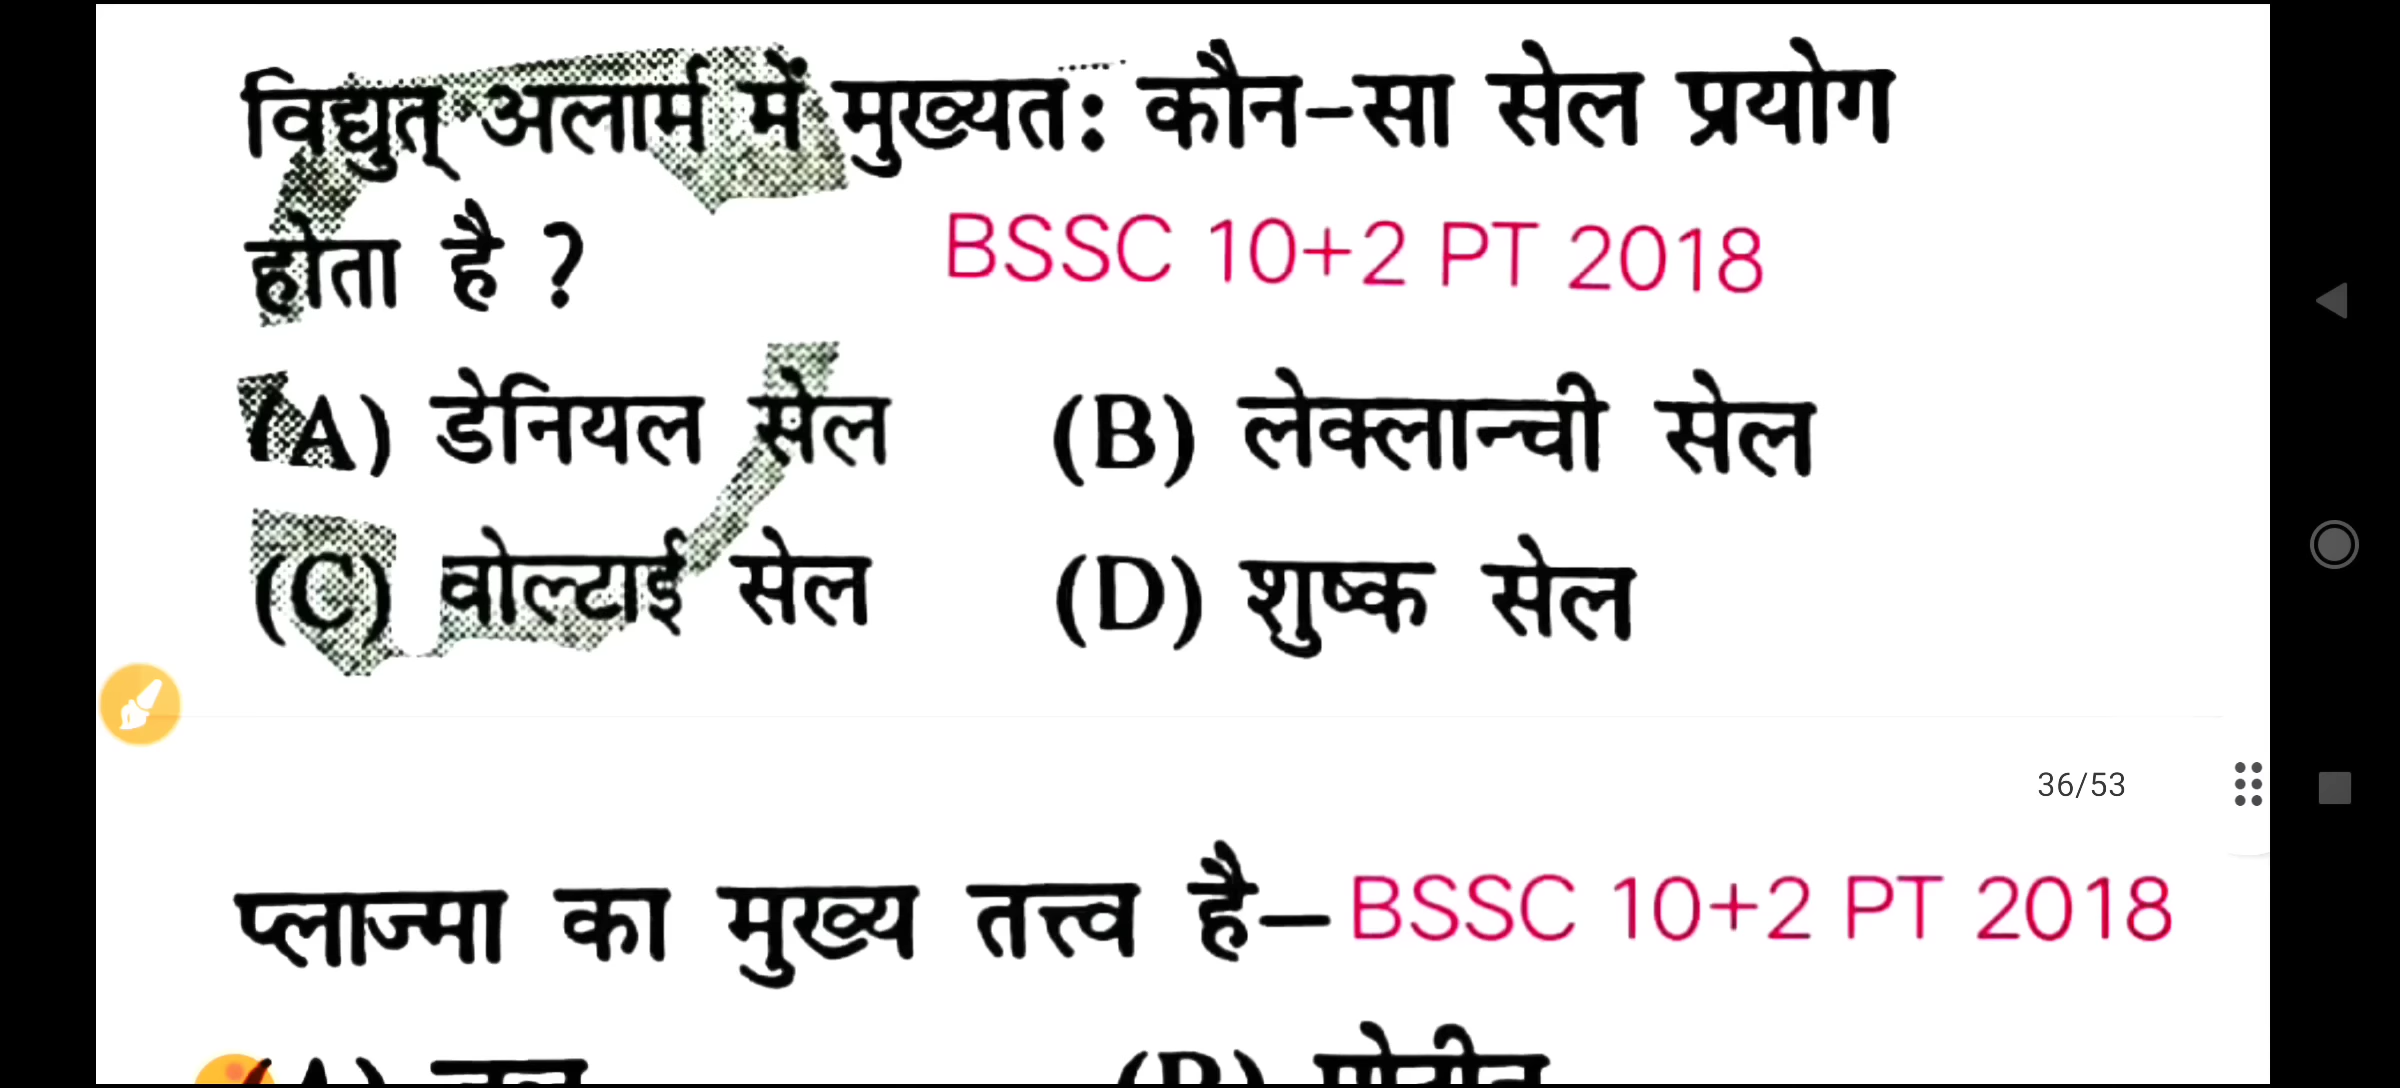 विद्युत् अलार्म में मुख्यतः कौन-सा सेल प्रयोग
होता है ?
BSSC 10+2 PT 2018
(A) डेनियल सेल (B) लेक्लान्ची सेल
(C) वोल्टाई सेल (D) शुष्क सेल
36/53
प्लाज्मा का मुख्य तत्त्व है– BSSC 10+2 PT 2018